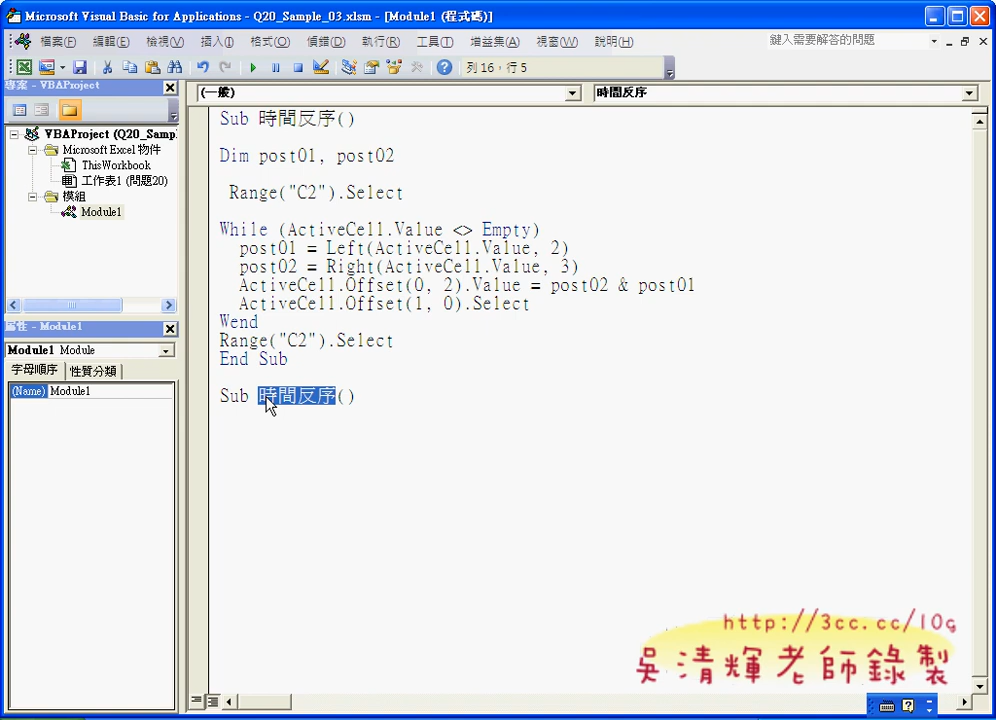 Microsoft Visual Basic for Applications - Q20_Sample_03.xlsm - [Module1 (程式碼)]
檔案(F) 編輯(E) 檢視(V) 插入(I) 格式(O) 偵錯(D) 執行(R) 工具(T) 增益集(A) 視窗(W) 說明(H) 鍵入需要解答的問題
列 16，行 5
專案 - VBAProject
(一般) 時間反序
VBAProject (Q20_Samp
Microsoft Excel 物件
ThisWorkbook
工作表1 (問題20)
模組
Module1
屬性 - Module1
Module1 Module
字母順序 性質分類
(Name) Module1
Sub 時間反序()
Dim post01, post02
Range("C2").Select
While (ActiveCell.Value <> Empty)
post01 = Left(ActiveCell.Value, 2)
post02 = Right(ActiveCell.Value, 3)
ActiveCell.Offset(0, 2).Value = post02 & post01
ActiveCell.Offset(1, 0).Select
Wend
Range("C2").Select
End Sub
Sub 時間反序()
http://3cc.cc/10g
吳清輝老師錄製